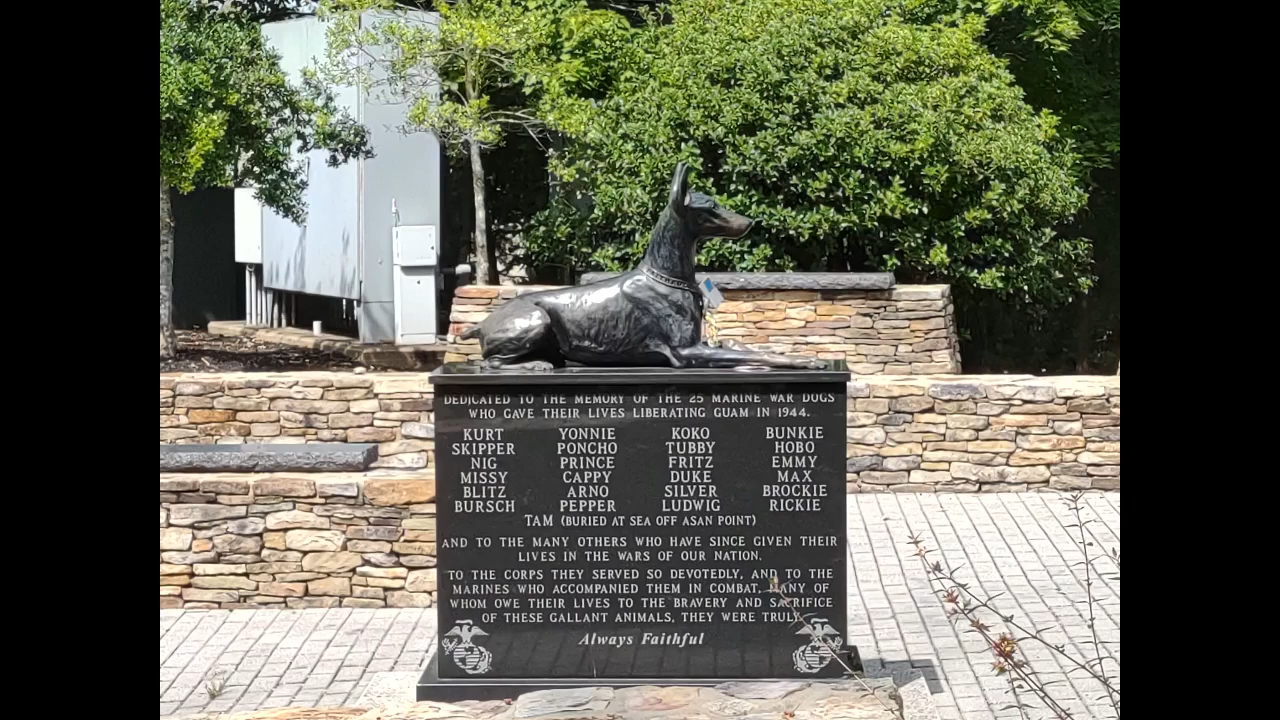 DEDICATED TO THE MEMORY OF THE 25 MARINE WAR DOGS
WHO GAVE THEIR LIVES LIBERATING GUAM IN 1944.
KURT YONNIE KOKO BUNKIE
SKIPPER PONCHO TUBBY HOBO
NIG PRINCE FRITZ EMMY
MISSY CAPPY DUKE MAX
BLITZ ARNO SILVER BROCKIE
BURSCH PEPPER LUDWIG RICKIE
TAM (BURIED AT SEA OFF ASAN POINT)
AND TO THE MANY OTHERS WHO HAVE SINCE GIVEN THEIR
LIVES IN THE WARS OF OUR NATION.
TO THE CORPS THEY SERVED SO DEVOTEDLY, AND TO THE
MARINES WHO ACCOMPANIED THEM IN COMBAT, MANY OF
WHOM OWE THEIR LIVES TO THE BRAVERY AND SACRIFICE
OF THESE GALLANT ANIMALS, THEY WERE TRULY
Always Faithful